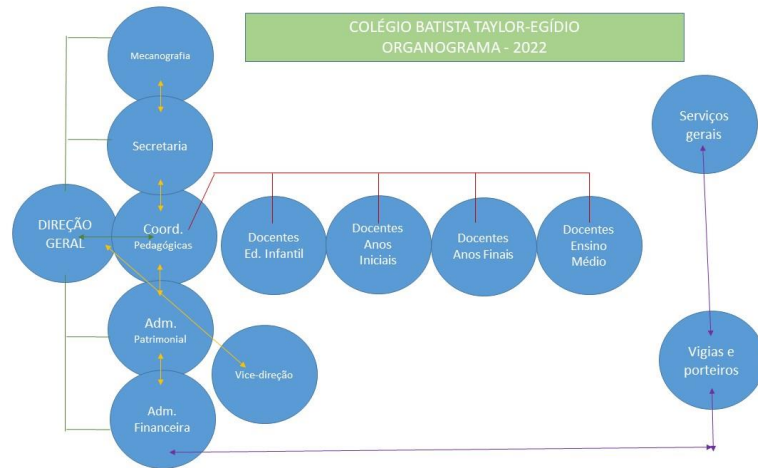 COLÉGIO BATISTA TAYLOR-EGÍDIO
ORGANOGRAMA - 2022
Mecanografia
Secretaria
Serviços
gerais
DIREÇÃO
GERAL
Coord.
Pedagógicas
Docentes
Ed. Infantil
Docentes
Anos
Iniciais
Docentes
Anos Finais
Docentes
Ensino
Médio
Adm.
Patrimonial
Vice-direção
Vigias e
porteiros
Adm.
Financeira